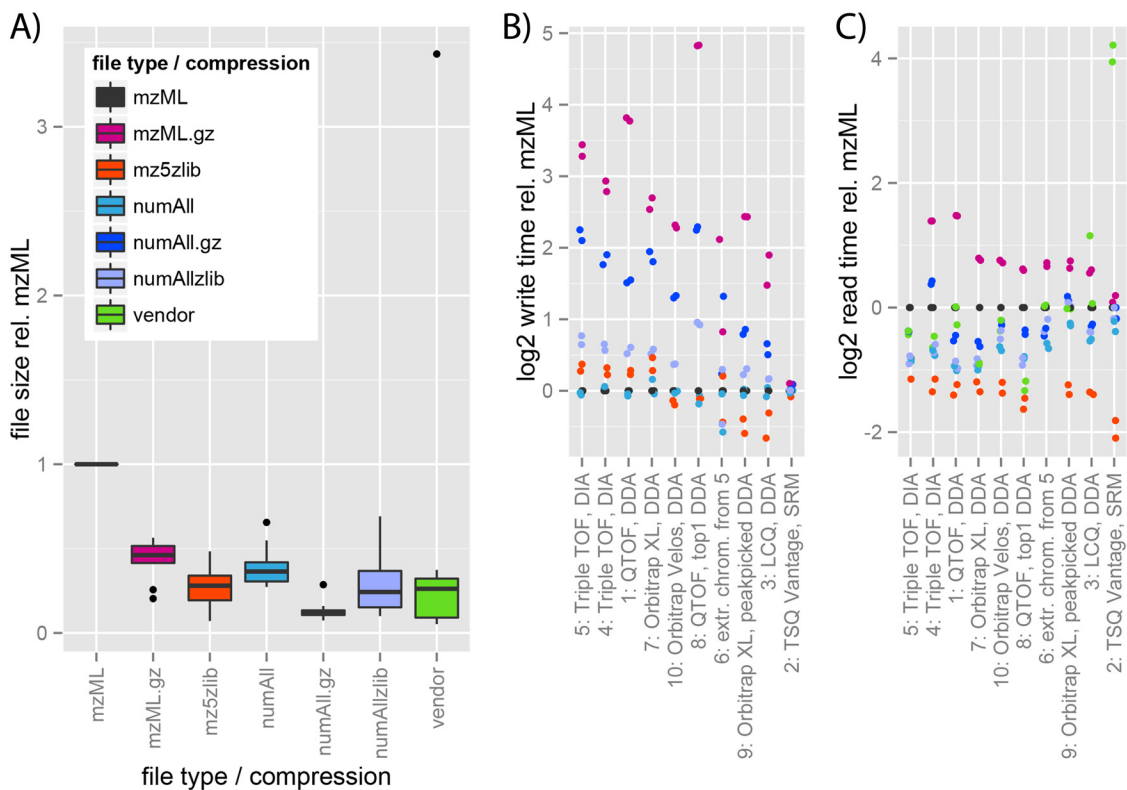 A)
file size rel. mzML
3
2
1
0
file type / compression
mzML
mzML.gz
mz5zlib
numAll
numAll.gz
numAllzlib
vendor
mzML
mzML.gz
mz5zlib
numAll
numAll.gz
numAllzlib
vendor
file type / compression
B)
log2 write time rel. mzML
5
4
3
2
1
0
-1
5: Triple TOF, DIA
4: Triple TOF, DIA
1: QTOF, DDA
7: Orbitrap XL, DDA
10: Orbitrap Velos, DDA
8: QTOF, top1 DDA
6: extr. chrom. from 5
9: Orbitrap XL, peakpicked DDA
3: LCQ, DDA
2: TSQ Vantage, SRM
C)
log2 read time rel. mzML
4
2
0
-2
5: Triple TOF, DIA
4: Triple TOF, DIA
1: QTOF, DDA
7: Orbitrap XL, DDA
10: Orbitrap Velos, DDA
8: QTOF, top1 DDA
6: extr. chrom. from 5
9: Orbitrap XL, peakpicked DDA
3: LCQ, DDA
2: TSQ Vantage, SRM